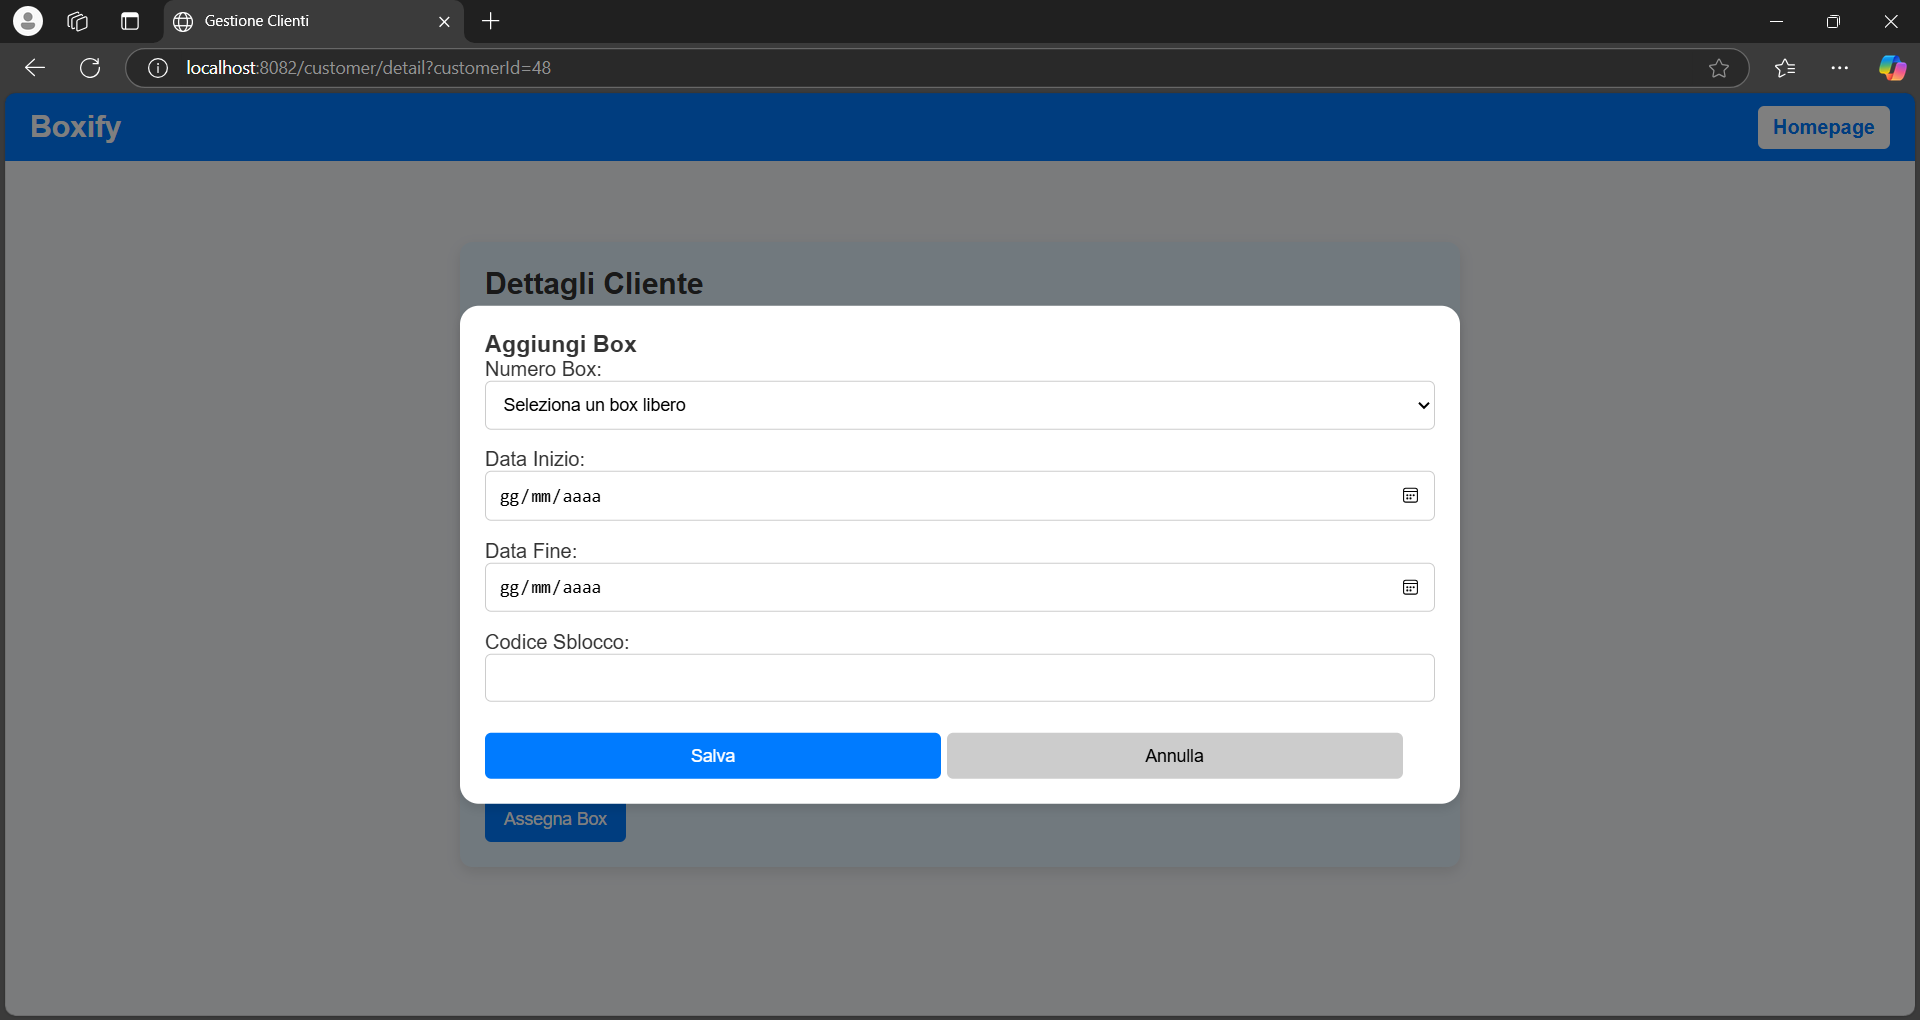 Gestione Clienti
localhost:8082/customer/detail?customerId=48
Boxify
Homepage
Dettagli Cliente
Aggiungi Box
Numero Box:
Seleziona un box libero
Data Inizio:
gg/mm/aaaa
Data Fine:
gg/mm/aaaa
Codice Sblocco:
Salva
Annulla
Assegna Box